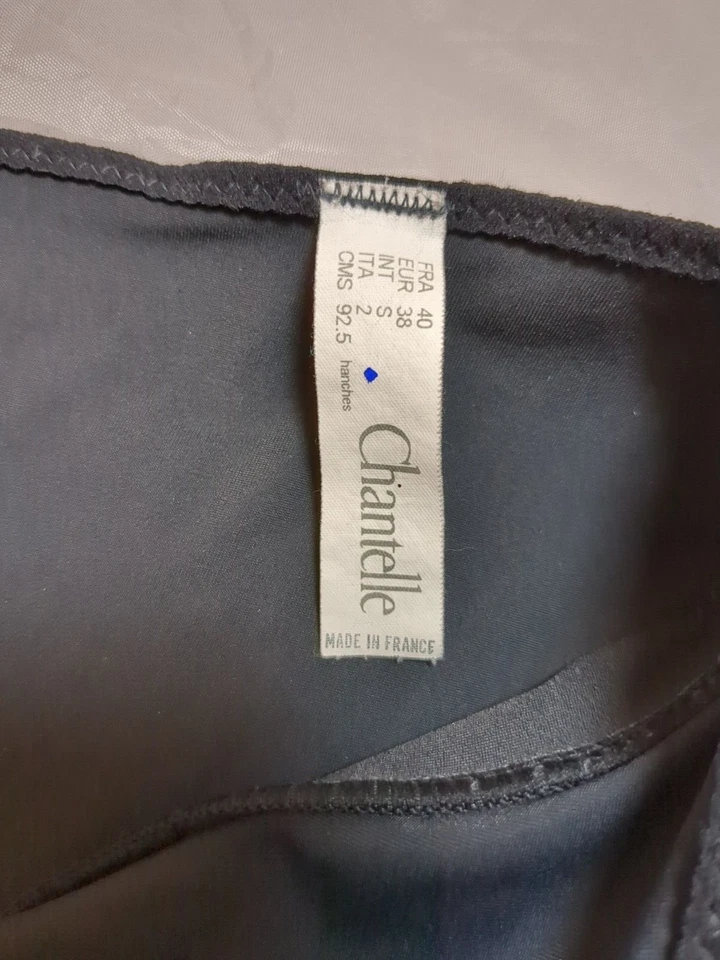 FRA 40
EUR 38
INT S
ITA 2
CMS 92.5 hanches
Chantelle
MADE IN FRANCE